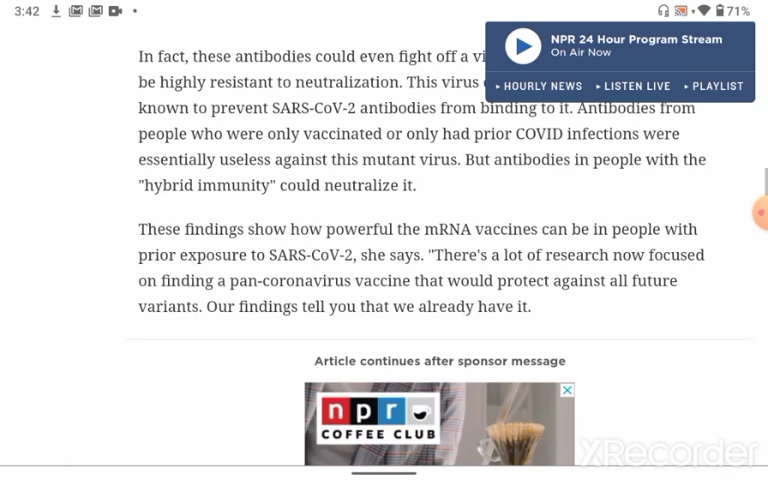 3:42
71%
NPR 24 Hour Program Stream
On Air Now
HOURLY NEWS LISTEN LIVE PLAYLIST
In fact, these antibodies could even fight off a
be highly resistant to neutralization. This virus
known to prevent SARS-CoV-2 antibodies from binding to it. Antibodies from
people who were only vaccinated or only had prior COVID infections were
essentially useless against this mutant virus. But antibodies in people with the
"hybrid immunity" could neutralize it.
These findings show how powerful the mRNA vaccines can be in people with
prior exposure to SARS-CoV-2, she says. "There's a lot of research now focused
on finding a pan-coronavirus vaccine that would protect against all future
variants. Our findings tell you that we already have it.
Article continues after sponsor message
npr
COFFEE CLUB
XRecorder